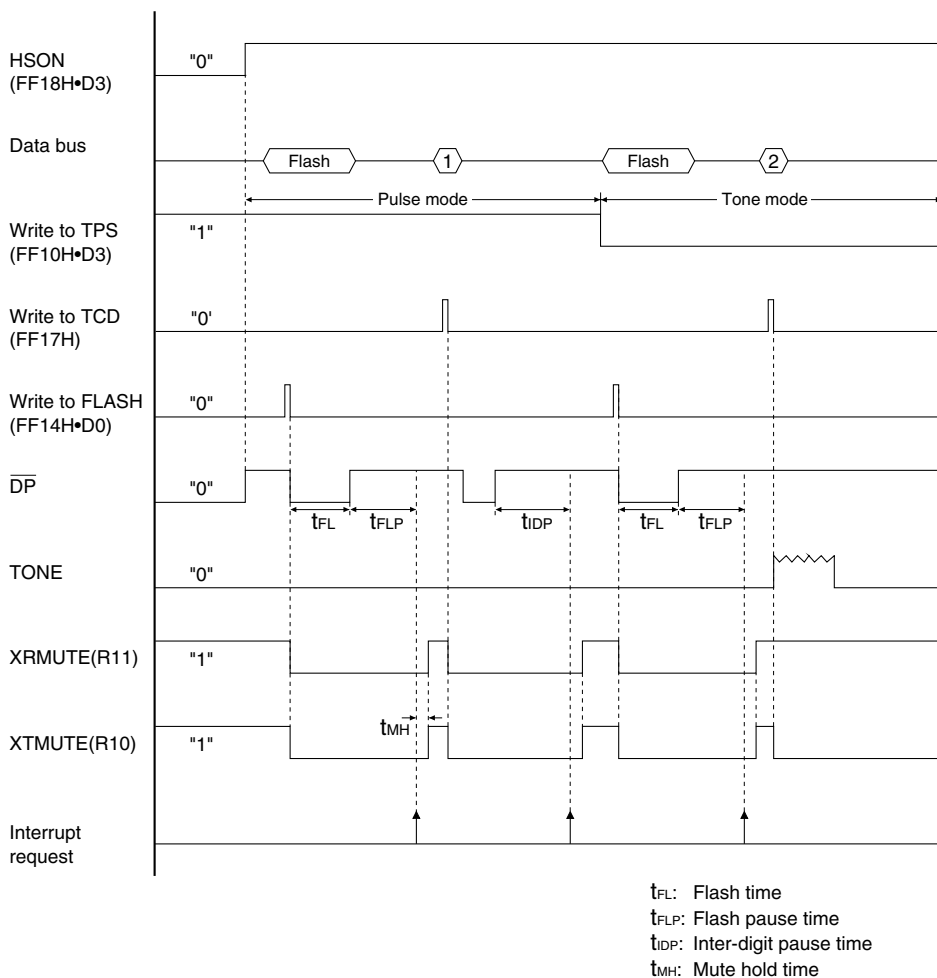 HSON
(FF18H•D3)
"0"
Data bus
Flash
1
Flash
2
Pulse mode
Tone mode
Write to TPS
(FF10H•D3)
"1"
Write to TCD
(FF17H)
"0'
Write to FLASH
(FF14H•D0)
"0"
DP
"0"
tFL
tFLP
tIDP
tFL
tFLP
TONE
"0"
XRMUTE(R11)
"1"
tMH
XTMUTE(R10)
"1"
Interrupt
request
tFL: Flash time
tFLP: Flash pause time
tIDP: Inter-digit pause time
tMH: Mute hold time